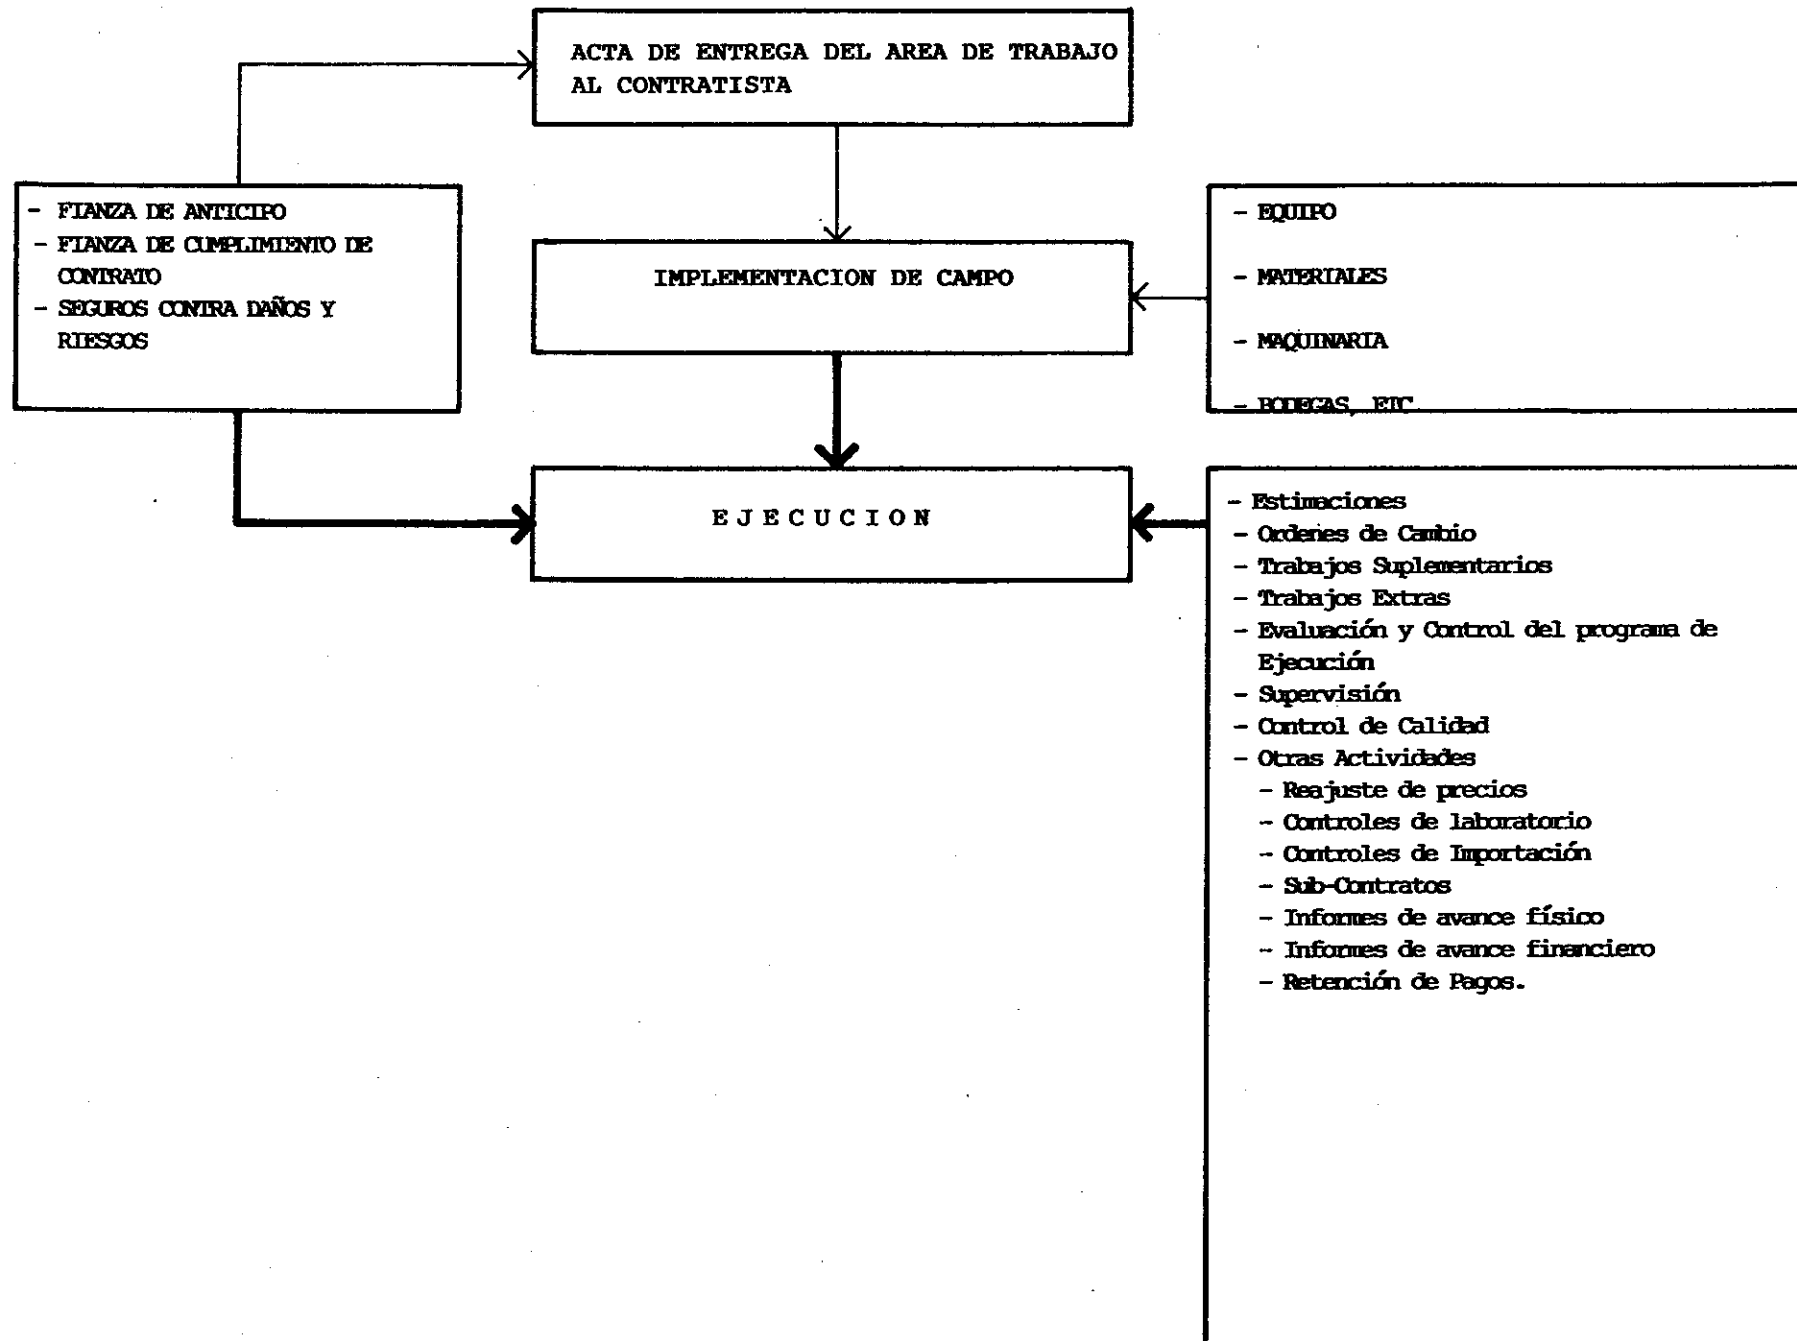 ACTA DE ENTREGA DEL AREA DE TRABAJO
AL CONTRATISTA
- FIANZA DE ANTICIPO
- FIANZA DE CUMPLIMIENTO DE
CONTRATO
- SEGUROS CONTRA DAÑOS Y
RIESGOS
IMPLEMENTACION DE CAMPO
- EQUIPO
- MATERIALES
- MAQUINARIA
- BODEGAS, ETC
E J E C U C I O N
- Estimaciones
- Ordenes de Cambio
- Trabajos Suplementarios
- Trabajos Extras
- Evaluación y Control del programa de
Ejecución
- Supervisión
- Control de Calidad
- Otras Actividades
- Reajuste de precios
- Controles de laboratorio
- Controles de Importación
- Sub-Contratos
- Informes de avance físico
- Informes de avance financiero
- Retención de Pagos.